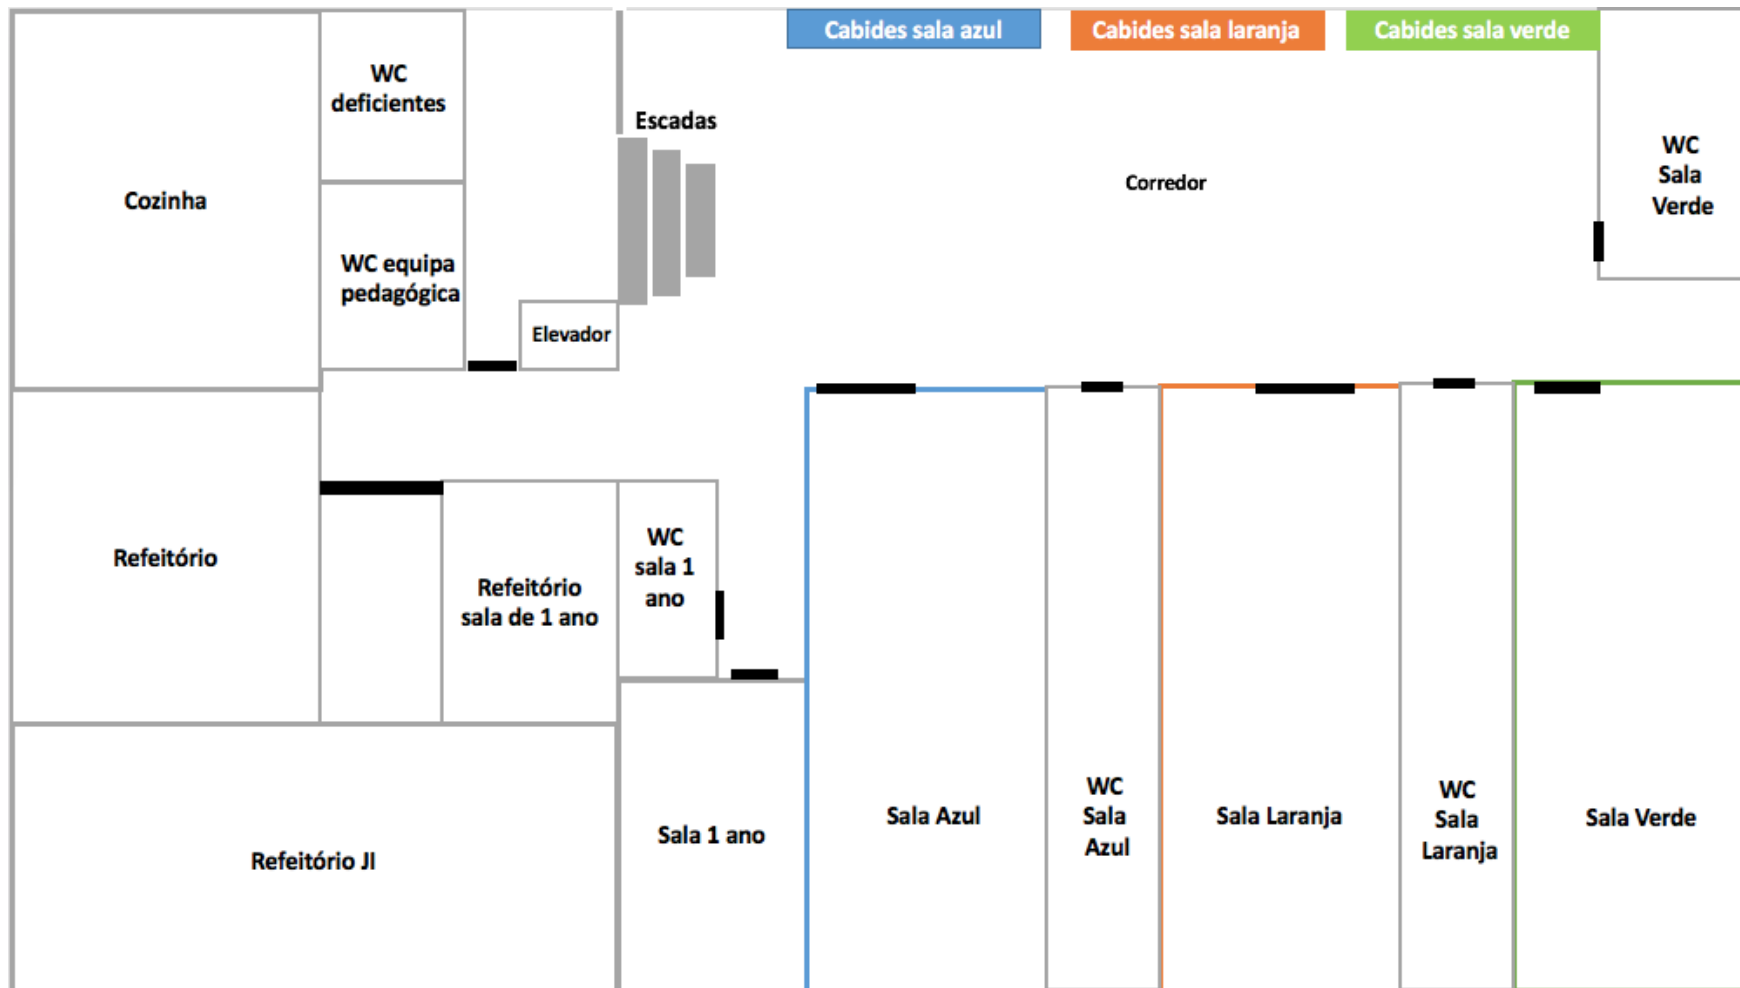 Cabides sala azul
Cabides sala laranja
Cabides sala verde
WC
deficientes
Escadas
WC
Sala
Verde
Cozinha
Corredor
WC equipa
pedagógica
Elevador
Refeitório
Refeitório
sala de 1 ano
WC
sala 1
ano
Refeitório JI
Sala 1 ano
Sala Azul
WC
Sala
Azul
Sala Laranja
WC
Sala
Laranja
Sala Verde